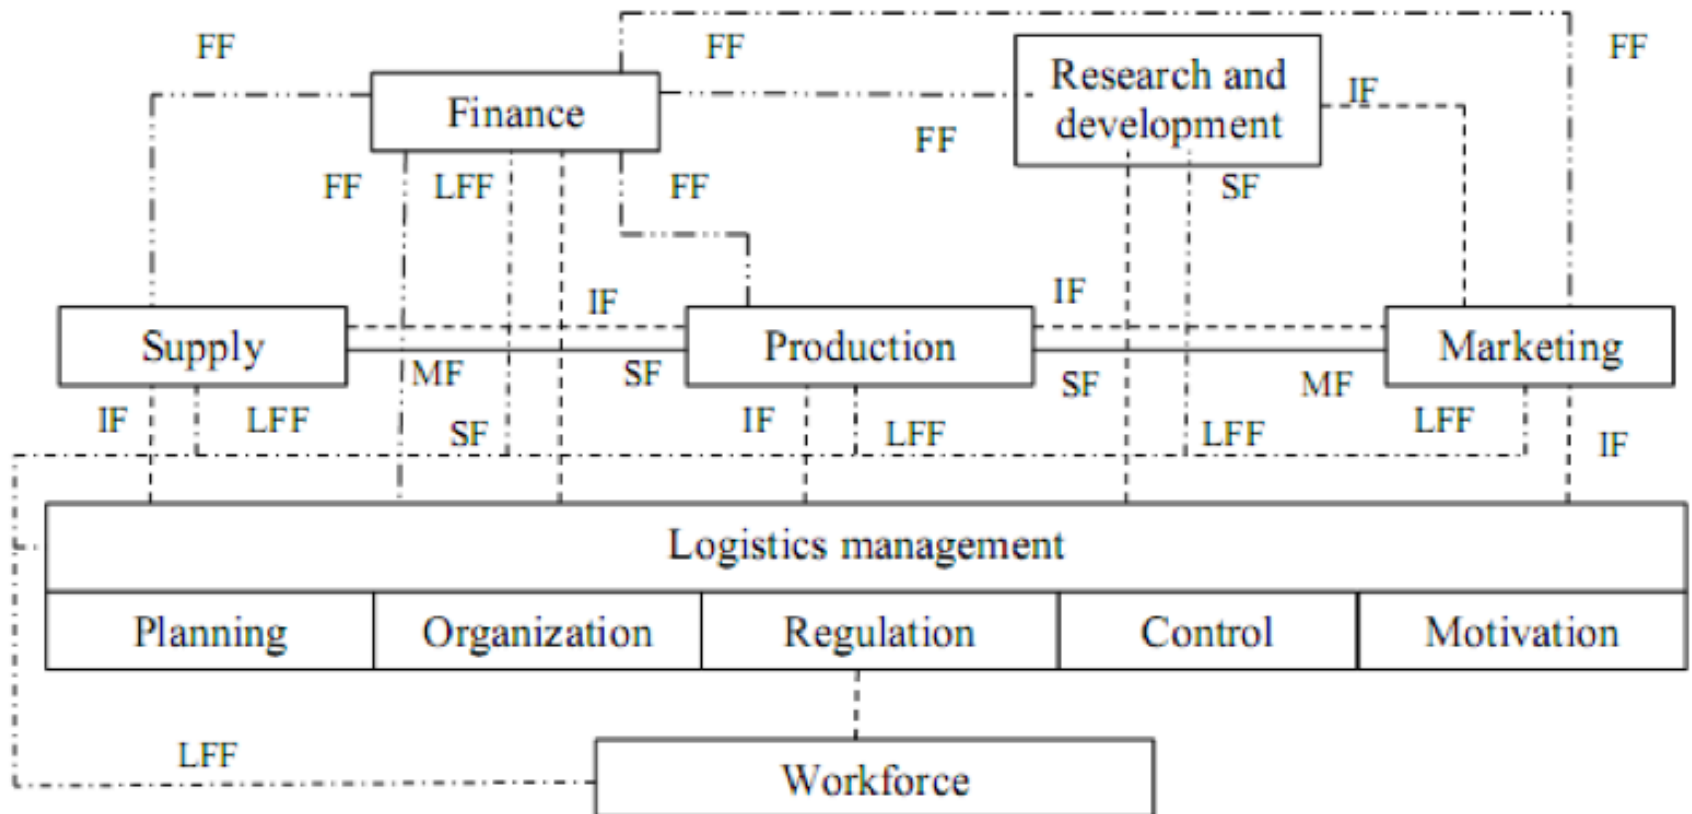 FF
FF
FF
Finance
Research and
development
IF
FF
FF
LFF
FF
SF
IF
IF
Supply
Production
Marketing
MF
SF
SF
MF
IF
LFF
SF
IF
LFF
LFF
LFF
IF
Logistics management
Planning
Organization
Regulation
Control
Motivation
LFF
Workforce